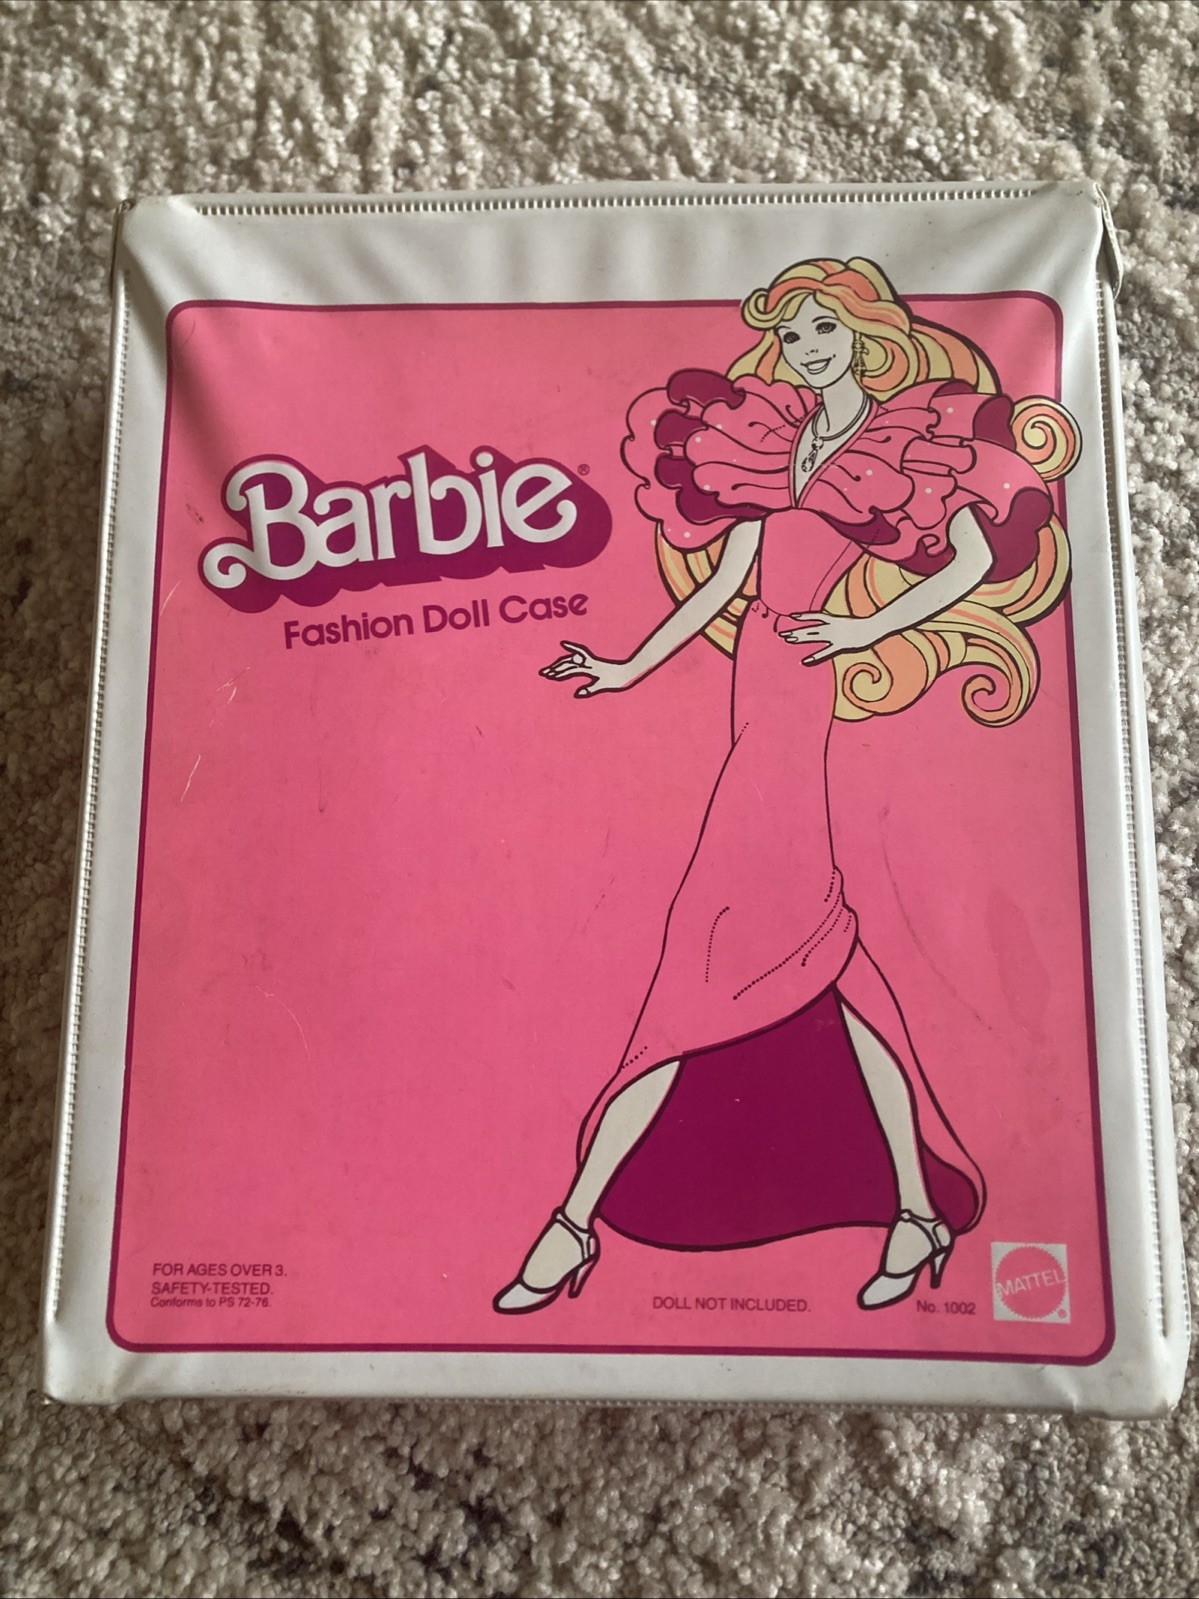 Barbie®
Fashion Doll Case
FOR AGES OVER 3.
SAFETY-TESTED.
Conforms to PS 72-76.
DOLL NOT INCLUDED.
No. 1002
MATTEL